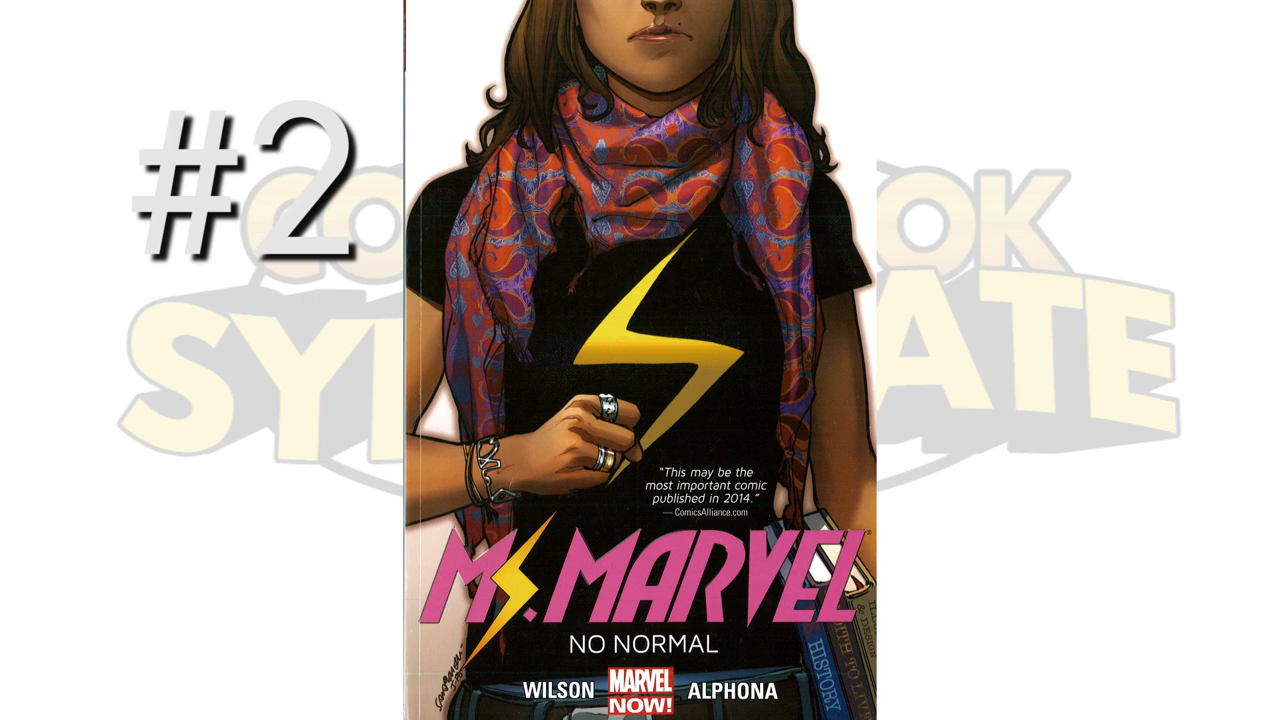 #2
“This may be the
most important comic
published in 2014.”
— ComicsAlliance.com
MS. MARVEL®
NO NORMAL
WILSON MARVEL NOW! ALPHONA
HISTORY